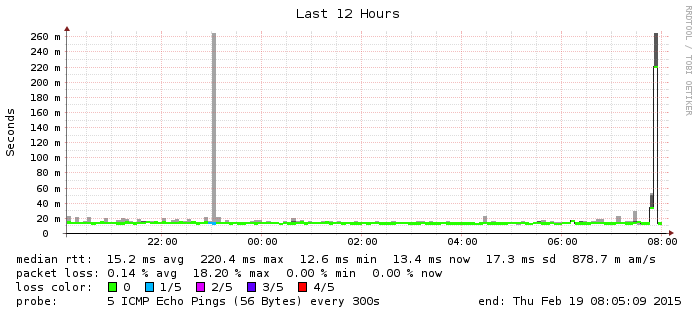 Last 12 Hours
RRDTOOL / TOBI OETIKER
Seconds
260 m
240 m
220 m
200 m
180 m
160 m
140 m
120 m
100 m
80 m
60 m
40 m
20 m
0
22:00 00:00 02:00 04:00 06:00 08:00
median rtt: 15.2 ms avg 220.4 ms max 12.6 ms min 13.4 ms now 17.3 ms sd 878.7 m am/s
packet loss: 0.14 % avg 18.20 % max 0.00 % min 0.00 % now
loss color: 0 1/5 2/5 3/5 4/5
probe: 5 ICMP Echo Pings (56 Bytes) every 300s end: Thu Feb 19 08:05:09 2015